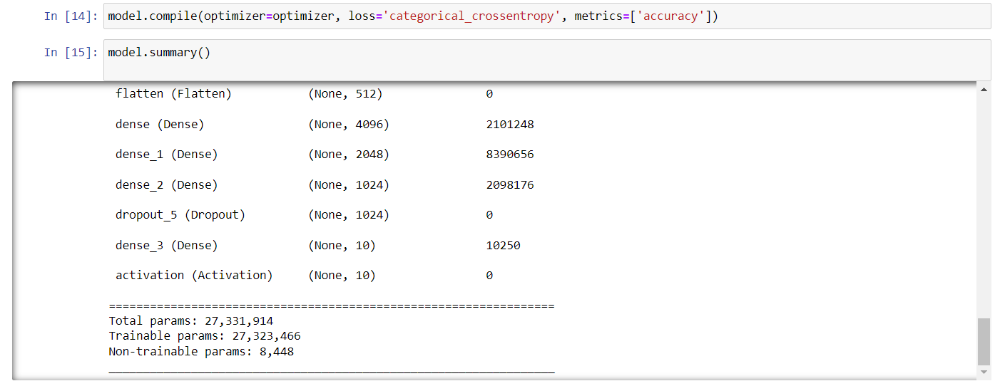 In [14]: model.compile(optimizer=optimizer, loss='categorical_crossentropy', metrics=['accuracy'])
In [15]: model.summary()
flatten (Flatten) (None, 512) 0
dense (Dense) (None, 4096) 2101248
dense_1 (Dense) (None, 2048) 8390656
dense_2 (Dense) (None, 1024) 2098176
dropout_5 (Dropout) (None, 1024) 0
dense_3 (Dense) (None, 10) 10250
activation (Activation) (None, 10) 0
=================================================================
Total params: 27,331,914
Trainable params: 27,323,466
Non-trainable params: 8,448
_________________________________________________________________